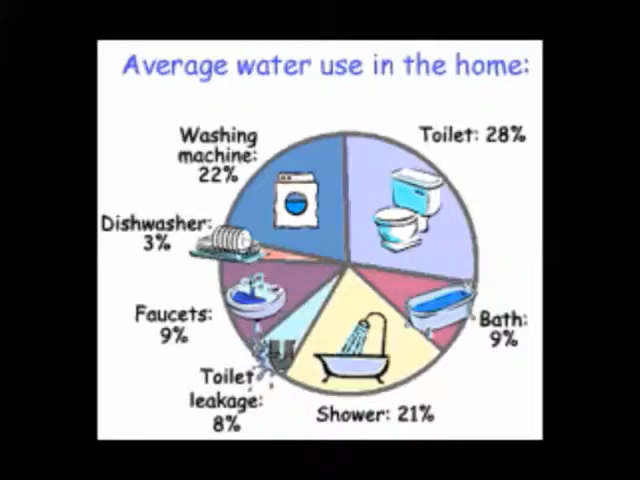 Average water use in the home:
Washing
machine:
22%
Toilet: 28%
Dishwasher:
3%
Faucets:
9%
Bath:
9%
Toilet
leakage:
8%
Shower: 21%